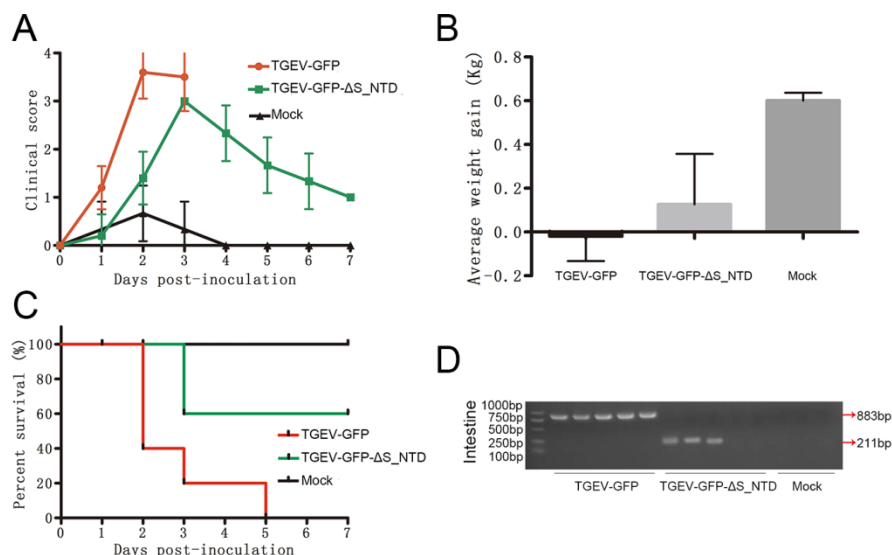 A
Clinical score
4
3
2
1
0
0 1 2 3 4 5 6 7
Days post-inoculation
TGEV-GFP
TGEV-GFP-ΔS_NTD
Mock
B
Average weight gain (Kg)
0.8
0.6
0.4
0.2
0.0
-0.2
TGEV-GFP TGEV-GFP-ΔS_NTD Mock
C
Percent survival (%)
100
80
60
40
20
0
0 1 2 3 4 5 6 7
Days post-inoculation
TGEV-GFP
TGEV-GFP-ΔS_NTD
Mock
D
Intestine
1000bp
750bp
500bp
250bp
100bp
883bp
211bp
TGEV-GFP TGEV-GFP-ΔS_NTD Mock